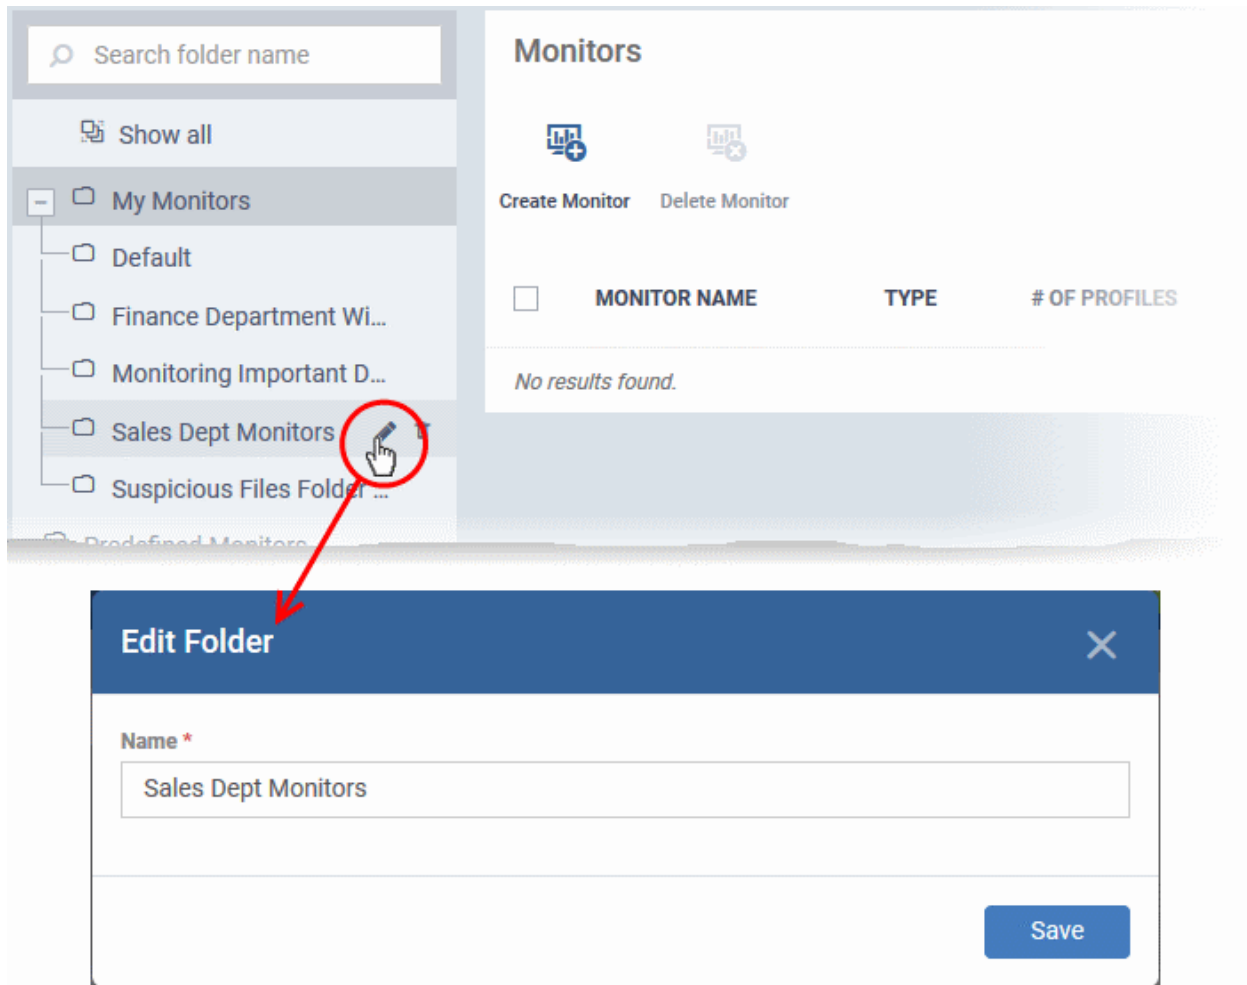 Search folder name
Show all
My Monitors
Default
Finance Department Wi...
Monitoring Important D...
Sales Dept Monitors
Suspicious Files Folder ...
Predefined Monitors
Monitors
Create Monitor
Delete Monitor
MONITOR NAME
TYPE
# OF PROFILES
No results found.
Edit Folder
Name *
Sales Dept Monitors
Save